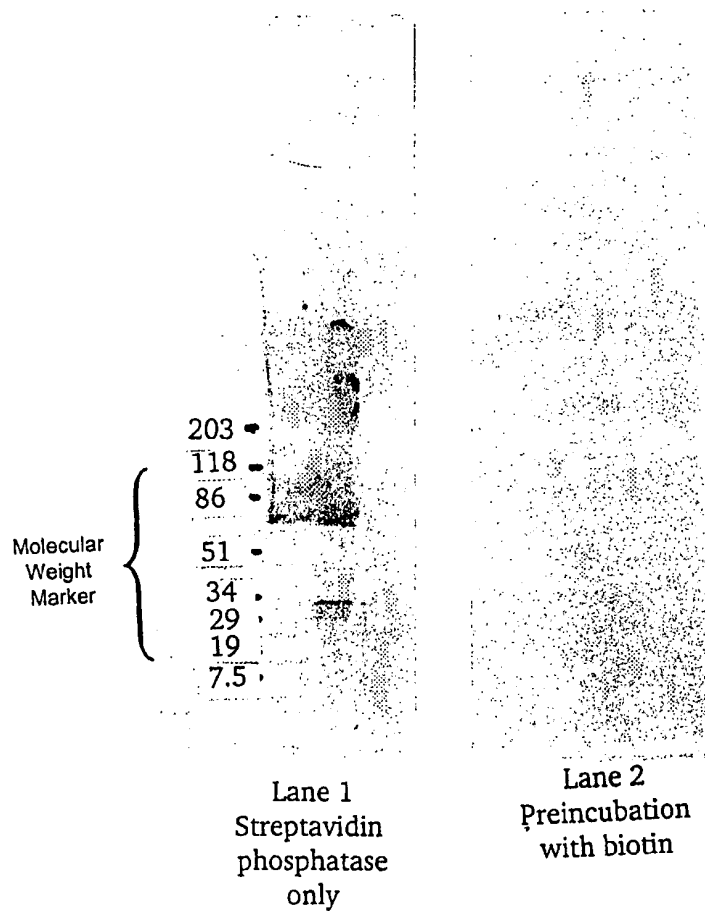 203
118
86
51
34
29
19
7.5
Molecular
Weight
Marker
Lane 1
Streptavidin
phosphatase
only
Lane 2
Preincubation
with biotin